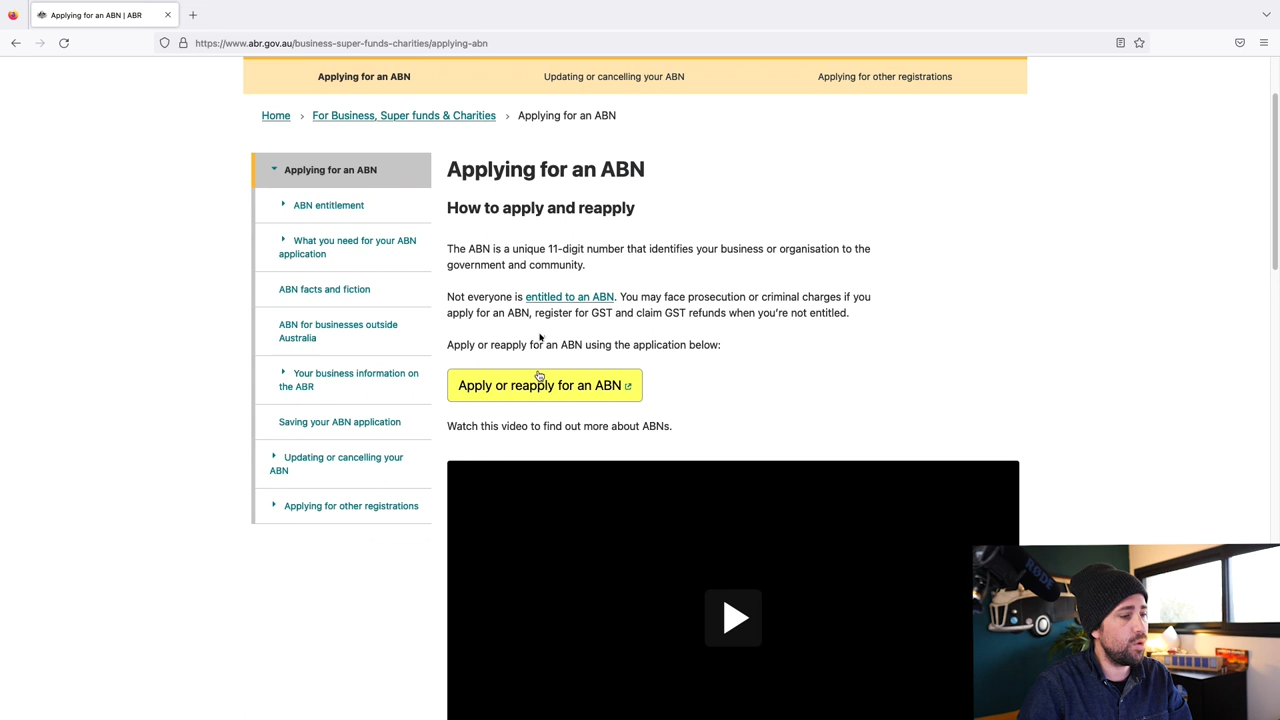 Applying for an ABN | ABR
https://www.abr.gov.au/business-super-funds-charities/applying-abn
Applying for an ABN
Updating or cancelling your ABN
Applying for other registrations
Home > For Business, Super funds & Charities > Applying for an ABN
Applying for an ABN
ABN entitlement
What you need for your ABN
application
ABN facts and fiction
ABN for businesses outside
Australia
Your business information on
the ABR
Saving your ABN application
Updating or cancelling your
ABN
Applying for other registrations
Applying for an ABN
How to apply and reapply
The ABN is a unique 11-digit number that identifies your business or organisation to the
government and community.
Not everyone is entitled to an ABN. You may face prosecution or criminal charges if you
apply for an ABN, register for GST and claim GST refunds when you're not entitled.
Apply or reapply for an ABN using the application below:
Apply or reapply for an ABN
Watch this video to find out more about ABNs.
RØDE